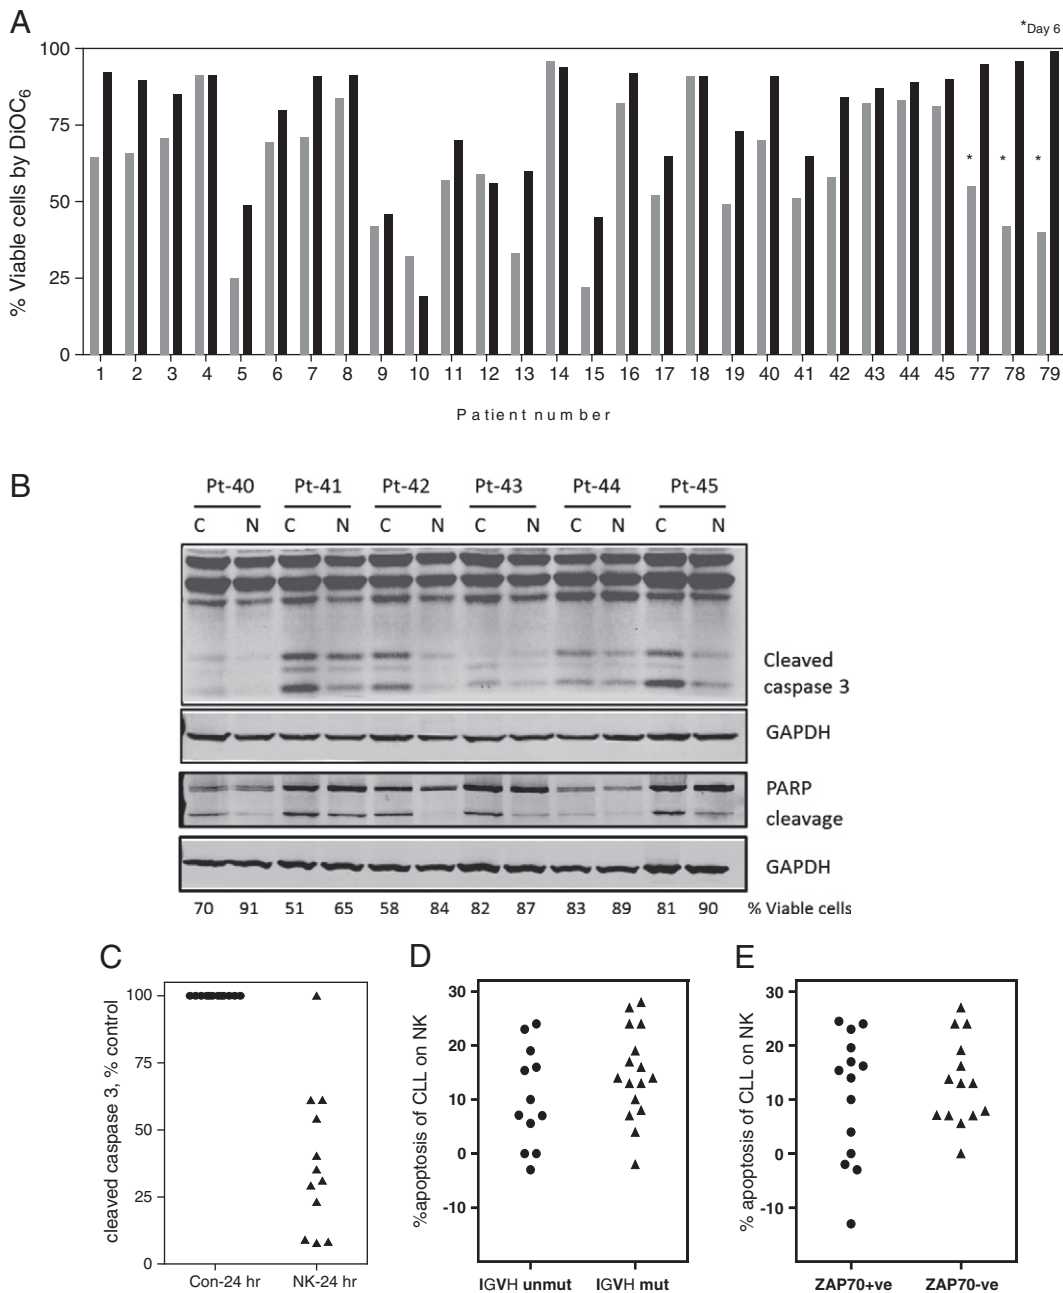 A
*Day 6
% Viable cells by DiOC6
100
75
50
25
0
* * *
1 2 3 4 5 6 7 8 9 10 11 12 13 14 15 16 17 18 19 40 41 42 43 44 45 77 78 79
Patient number
B
Pt-40 Pt-41 Pt-42 Pt-43 Pt-44 Pt-45
C N C N C N C N C N C N
Cleaved
caspase 3
GAPDH
PARP
cleavage
GAPDH
70 91 51 65 58 84 82 87 83 89 81 90 % Viable cells
C
cleaved caspase 3, % control
100
75
50
25
0
Con-24 hr NK-24 hr
D
%apoptosis of CLL on NK
30
20
10
0
-10
IGVH unmut IGVH mut
E
% apoptosis of CLL on NK
30
20
10
0
-10
ZAP70+ve ZAP70-ve